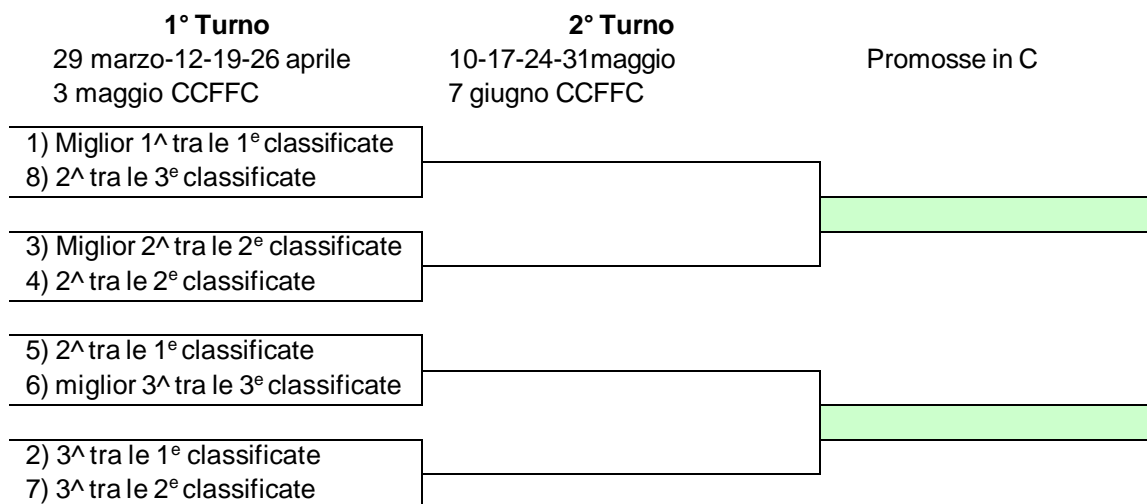 1° Turno 2° Turno
29 marzo-12-19-26 aprile 10-17-24-31maggio Promosse in C
3 maggio CCFFC 7 giugno CCFFC
1) Miglior 1^ tra le 1ᵉ classificate
8) 2^ tra le 3ᵉ classificate
3) Miglior 2^ tra le 2ᵉ classificate
4) 2^ tra le 2ᵉ classificate
5) 2^ tra le 1ᵉ classificate
6) miglior 3^ tra le 3ᵉ classificate
2) 3^ tra le 1ᵉ classificate
7) 3^ tra le 2ᵉ classificate